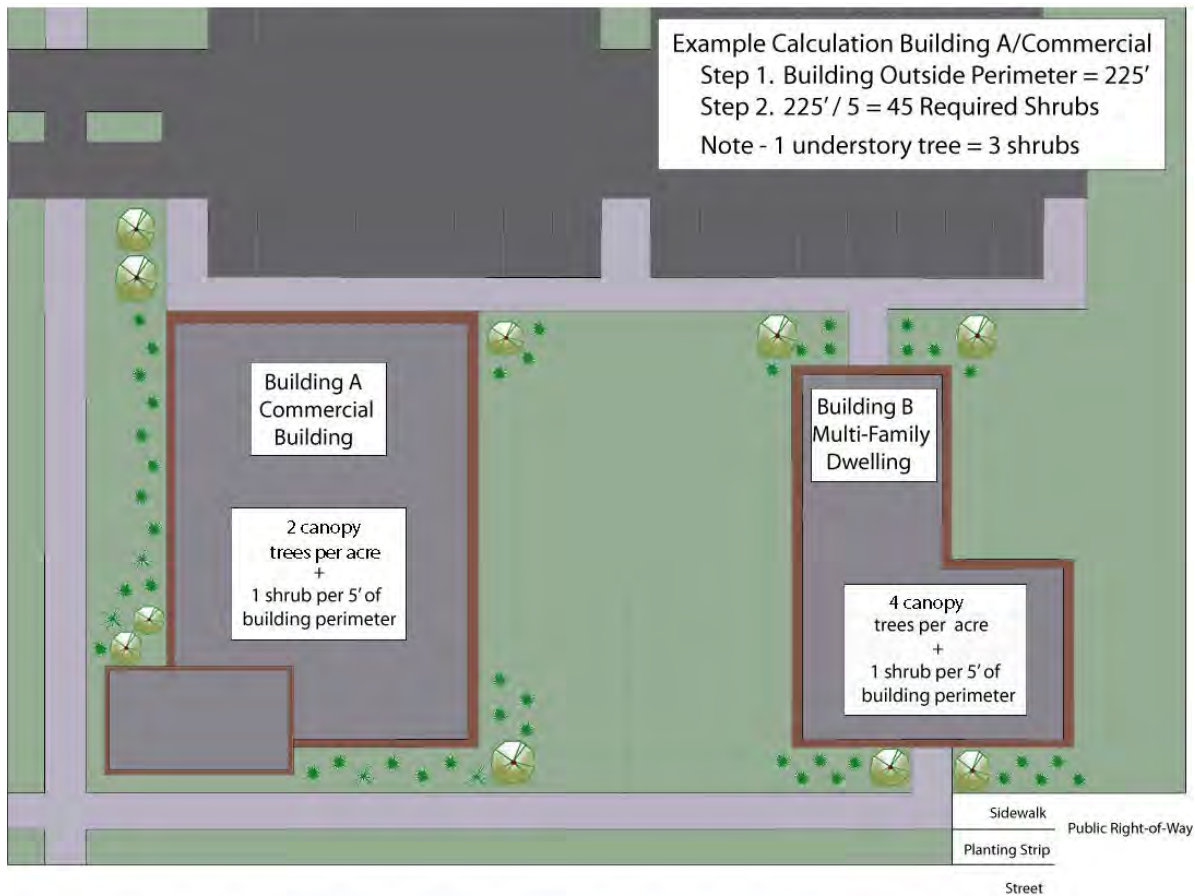 Example Calculation Building A/Commercial
Step 1. Building Outside Perimeter = 225'
Step 2. 225' / 5 = 45 Required Shrubs
Note - 1 understory tree = 3 shrubs
Building A
Commercial
Building
2 canopy
trees per acre
+
1 shrub per 5' of
building perimeter
Building B
Multi-Family
Dwelling
4 canopy
trees per acre
+
1 shrub per 5' of
building perimeter
Sidewalk
Public Right-of-Way
Planting Strip
Street